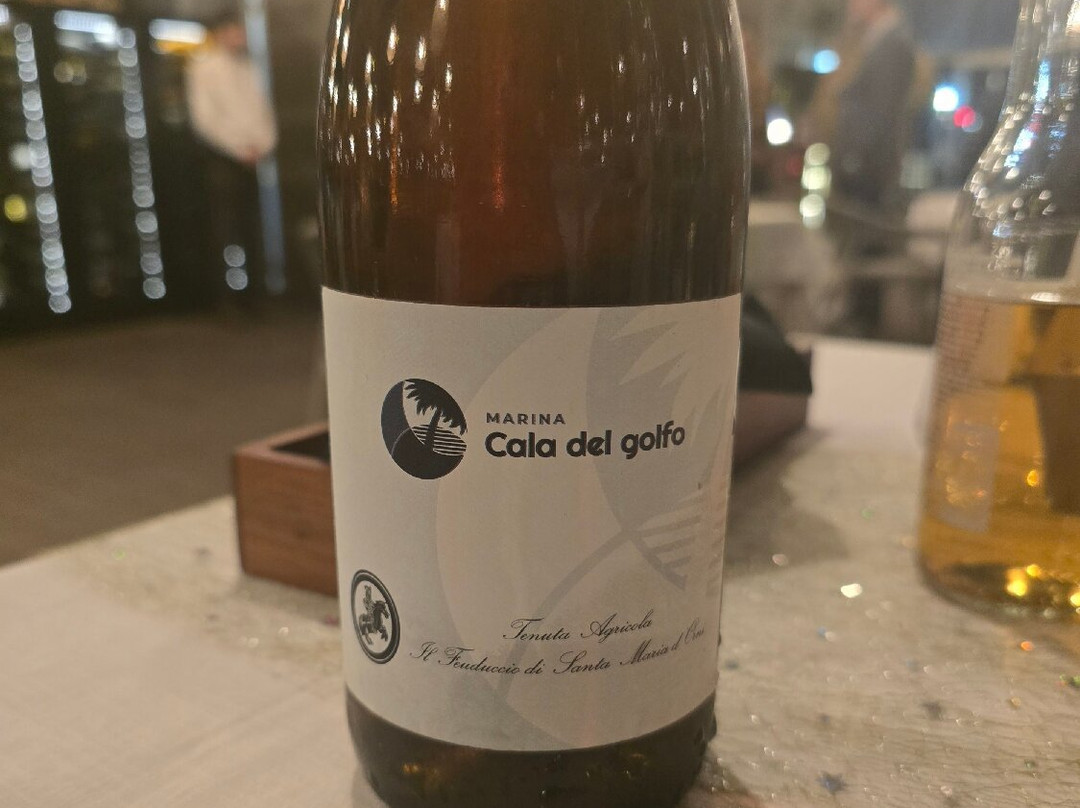 MARINA
Cala del golfo
Tenuta Agricola
Il Feuduccio di Santa Maria d'Orni